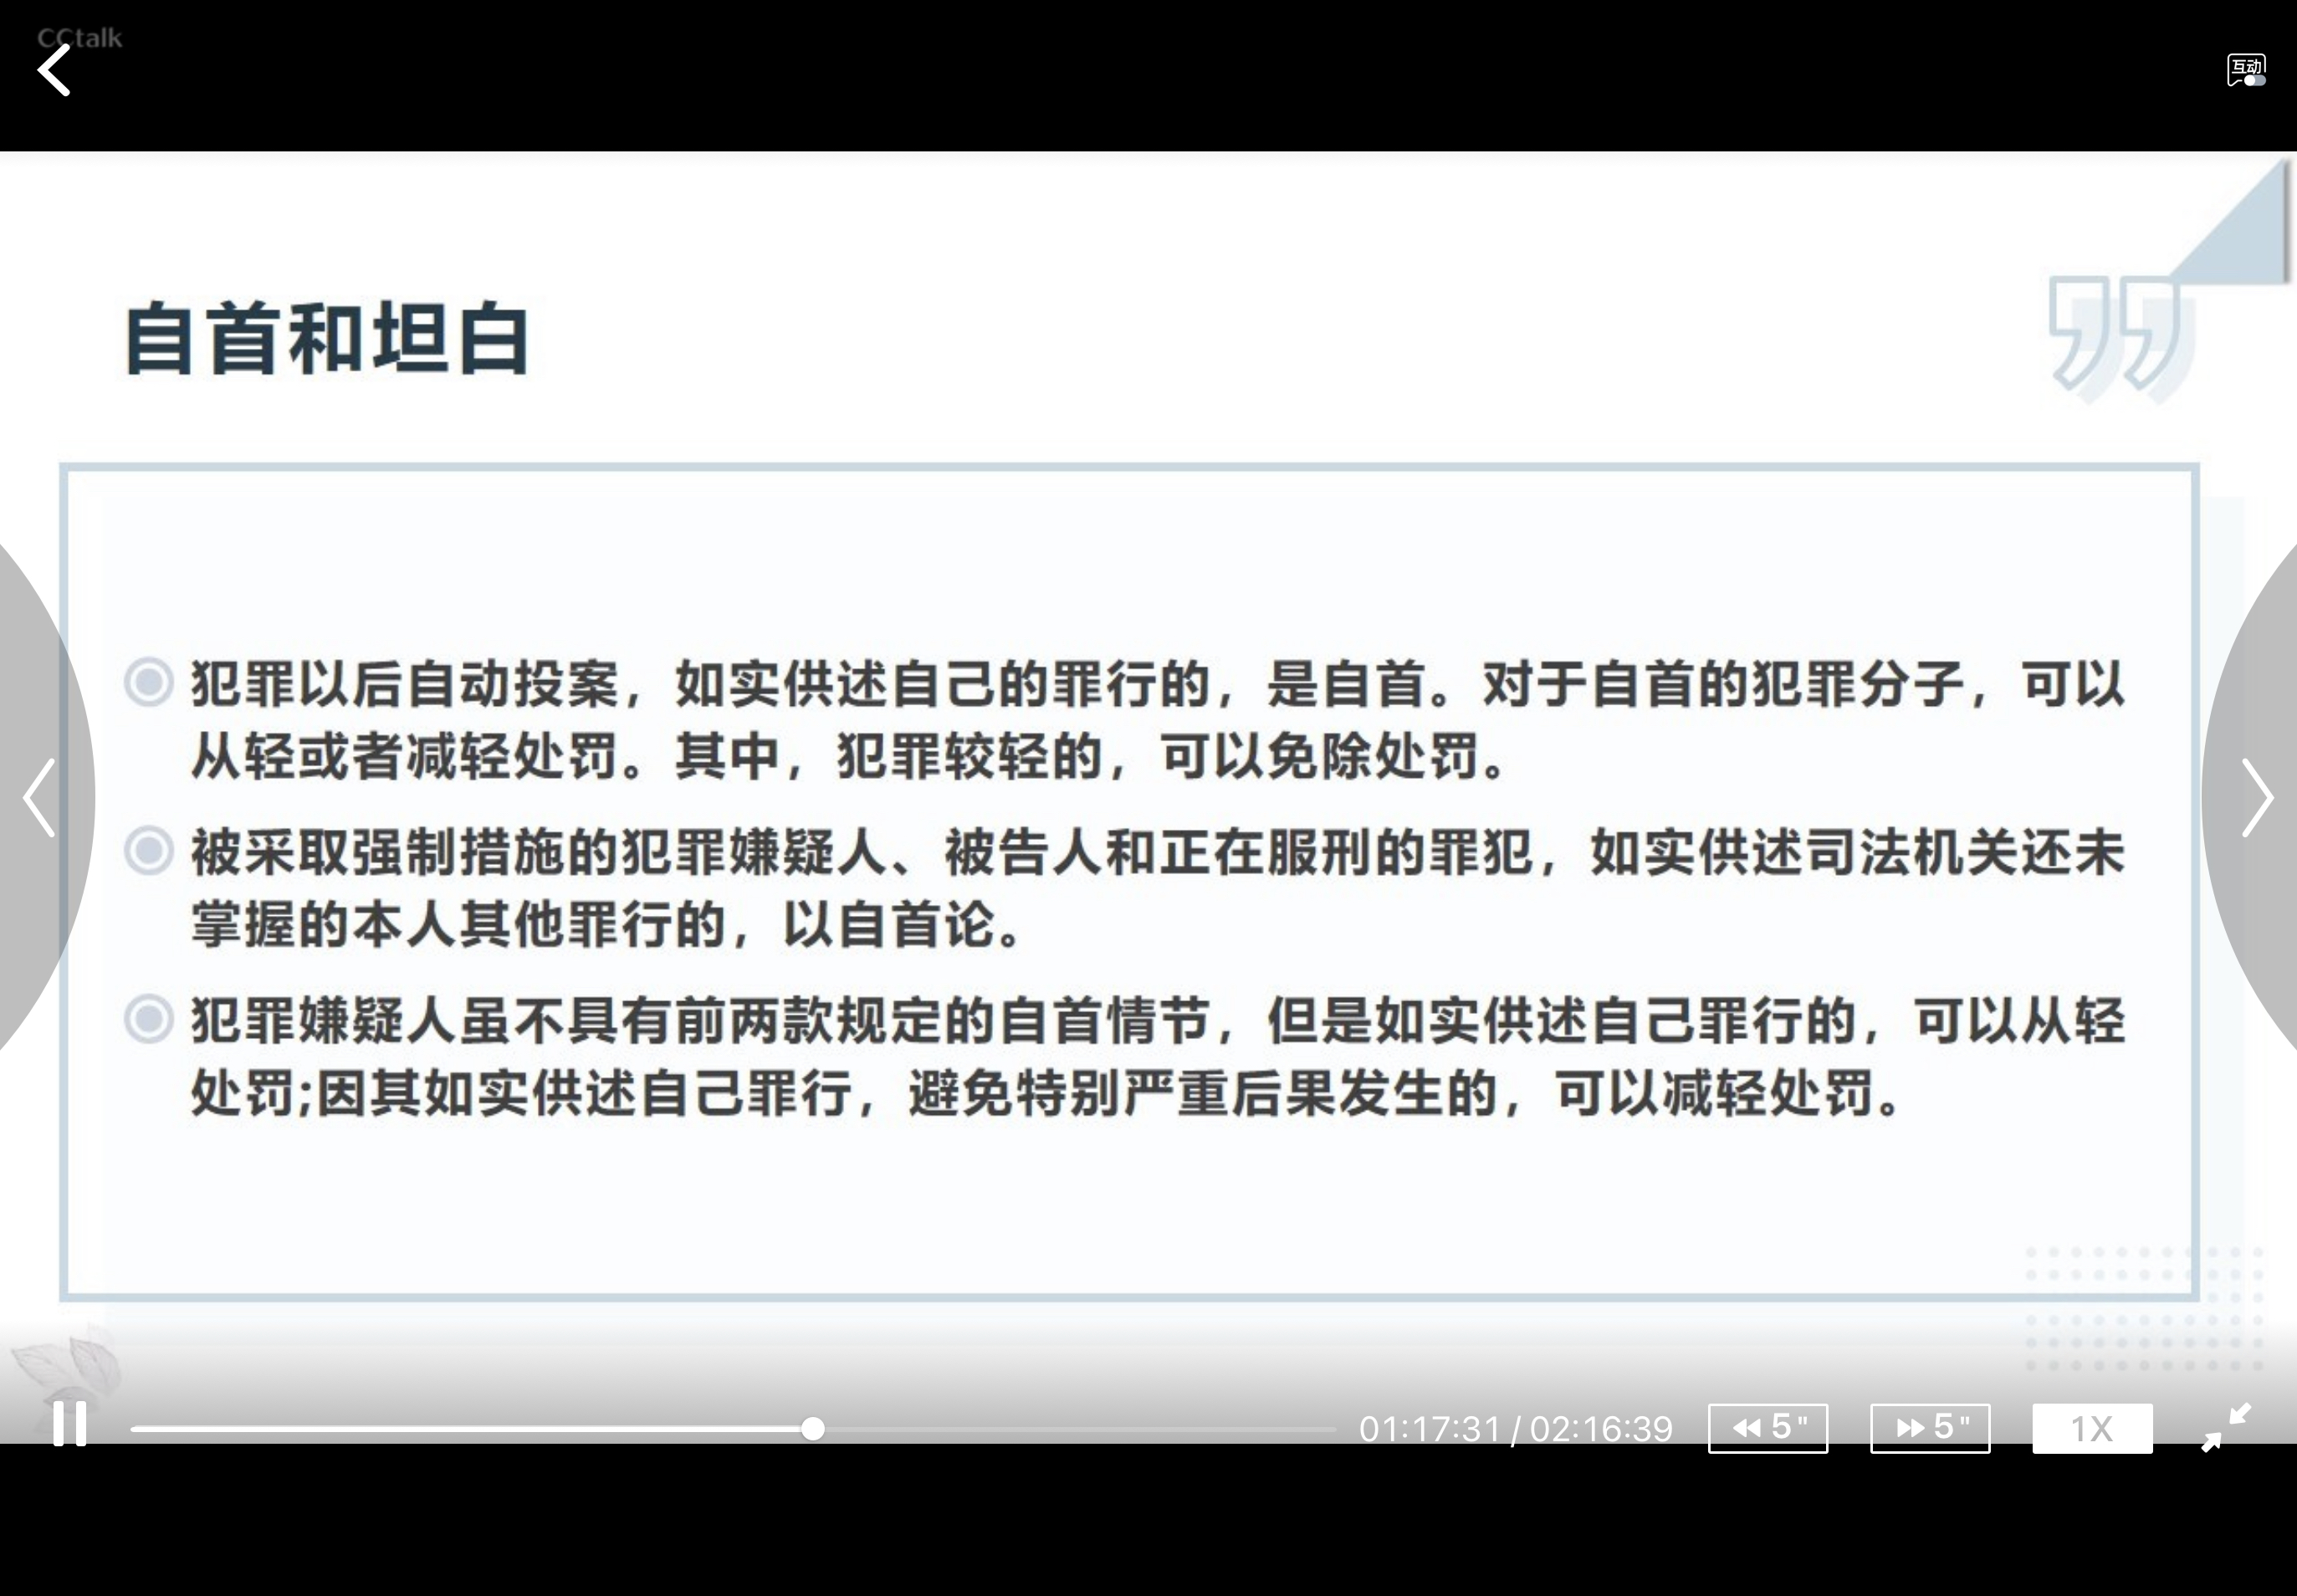 CCtalk
互动
自首和坦白
犯罪以后自动投案，如实供述自己的罪行的，是自首。对于自首的犯罪分子，可以
从轻或者减轻处罚。其中，犯罪较轻的，可以免除处罚。
被采取强制措施的犯罪嫌疑人、被告人和正在服刑的罪犯，如实供述司法机关还未
掌握的本人其他罪行的，以自首论。
犯罪嫌疑人虽不具有前两款规定的自首情节，但是如实供述自己罪行的，可以从轻
处罚;因其如实供述自己罪行，避免特别严重后果发生的，可以减轻处罚。
01:17:31 / 02:16:39 5" 5" 1X